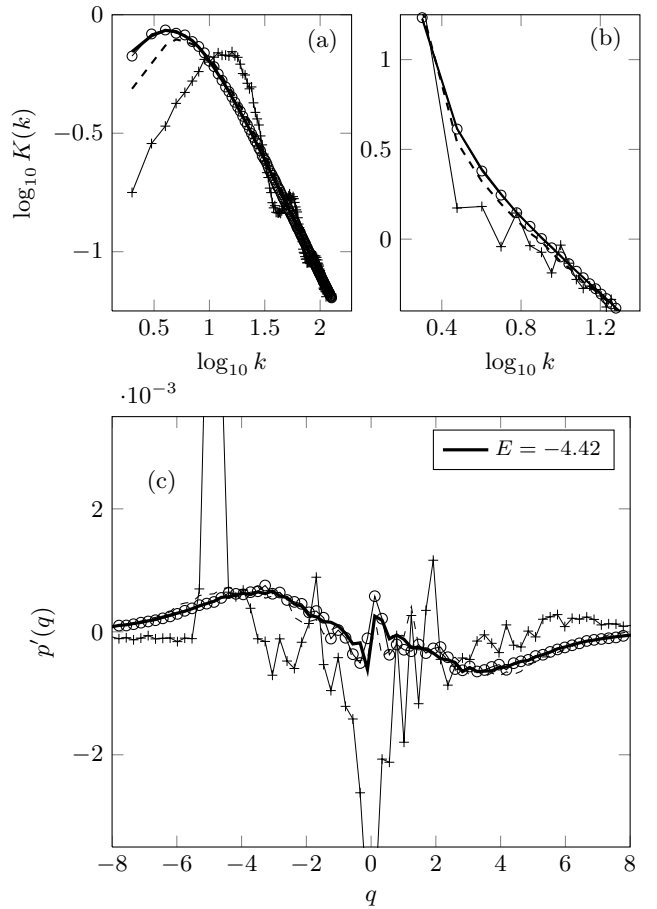 0
−0.5
−1
log₁₀ K(k)
(a)
0.5 1 1.5 2
log₁₀ k
1
0.5
0
(b)
0.4 0.8 1.2
log₁₀ k
·10⁻³
2
0
−2
p′(q)
(c)
E = −4.42
−8 −6 −4 −2 0 2 4 6 8
q